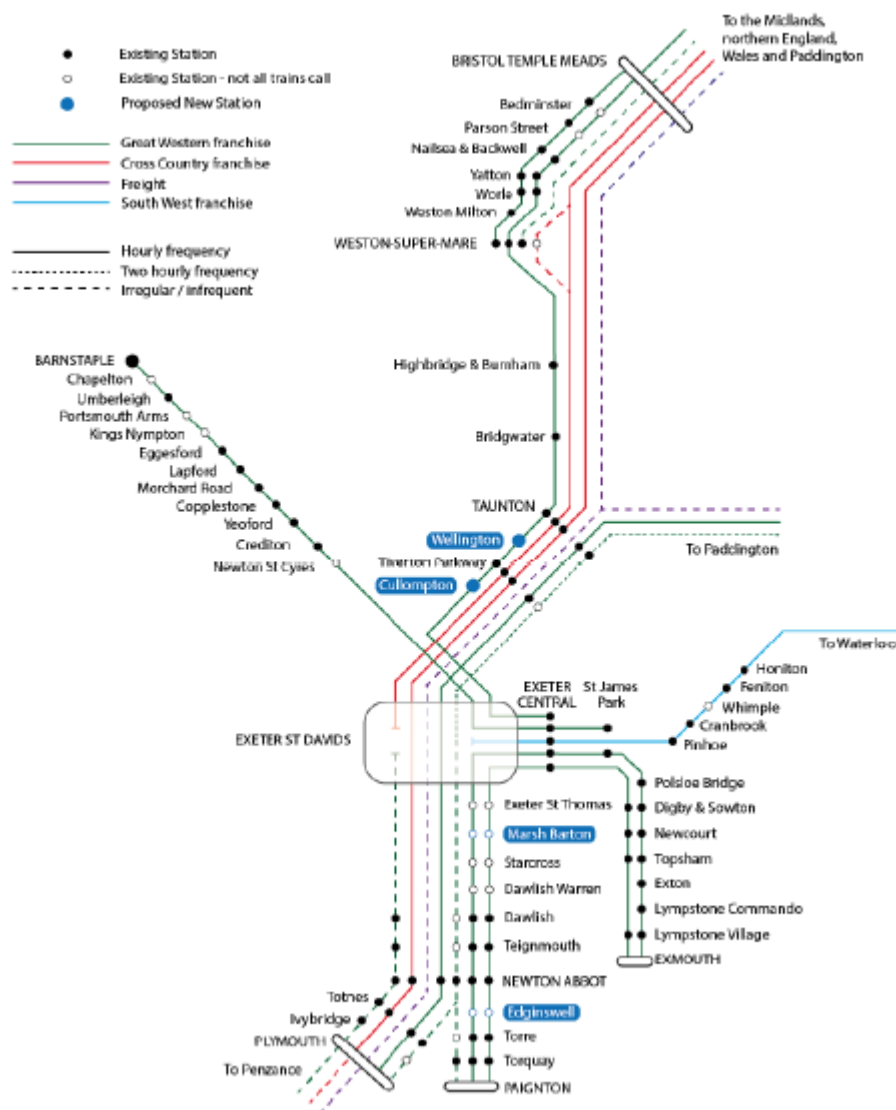 Existing Station
Existing Station - not all trains call
Proposed New Station
Great Western franchise
Cross Country franchise
Freight
South West franchise
Hourly frequency
Two hourly frequency
Irregular / infrequent
To the Midlands,
northern England,
Wales and Paddington
BRISTOL TEMPLE MEADS
Bedminster
Parson Street
Nailsea & Backwell
Yatton
Worle
Weston Milton
WESTON-SUPER-MARE
Highbridge & Burnham
Bridgwater
BARNSTAPLE
Chapelton
Umberleigh
Portsmouth Arms
Kings Nympton
Eggesford
Lapford
Morchard Road
Copplestone
Yeoford
Crediton
Newton St Cyres
TAUNTON
Wellington
Tiverton Parkway
Cullompton
To Paddington
To Waterloo
Honiton
Feniton
Whimple
Cranbrook
Pinhoe
EXETER
CENTRAL
St James
Park
EXETER ST DAVIDS
Polsloe Bridge
Digby & Sowton
Newcourt
Topsham
Exton
Lympstone Commando
Lympstone Village
EXMOUTH
Exeter St Thomas
Marsh Barton
Starcross
Dawlish Warren
Dawlish
Teignmouth
NEWTON ABBOT
Edginswell
Torre
Torquay
PAIGNTON
Totnes
Ivybridge
PLYMOUTH
To Penzance